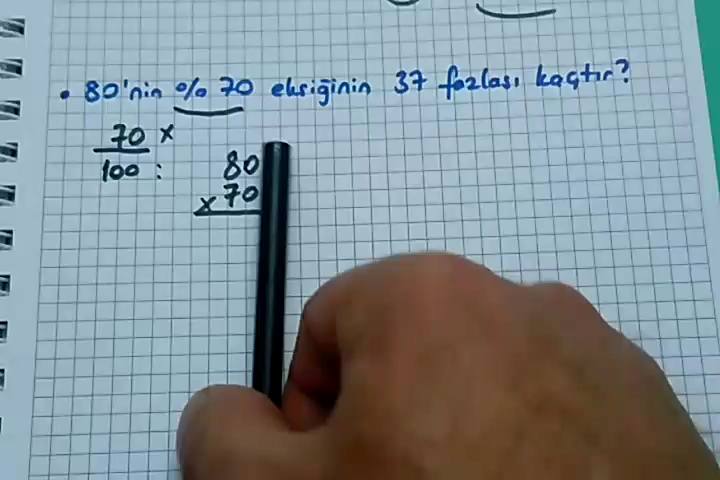 • 80'nin % 70 eksiğinin 37 fazlası kaçtır?
70 x
100 :
80
x 70